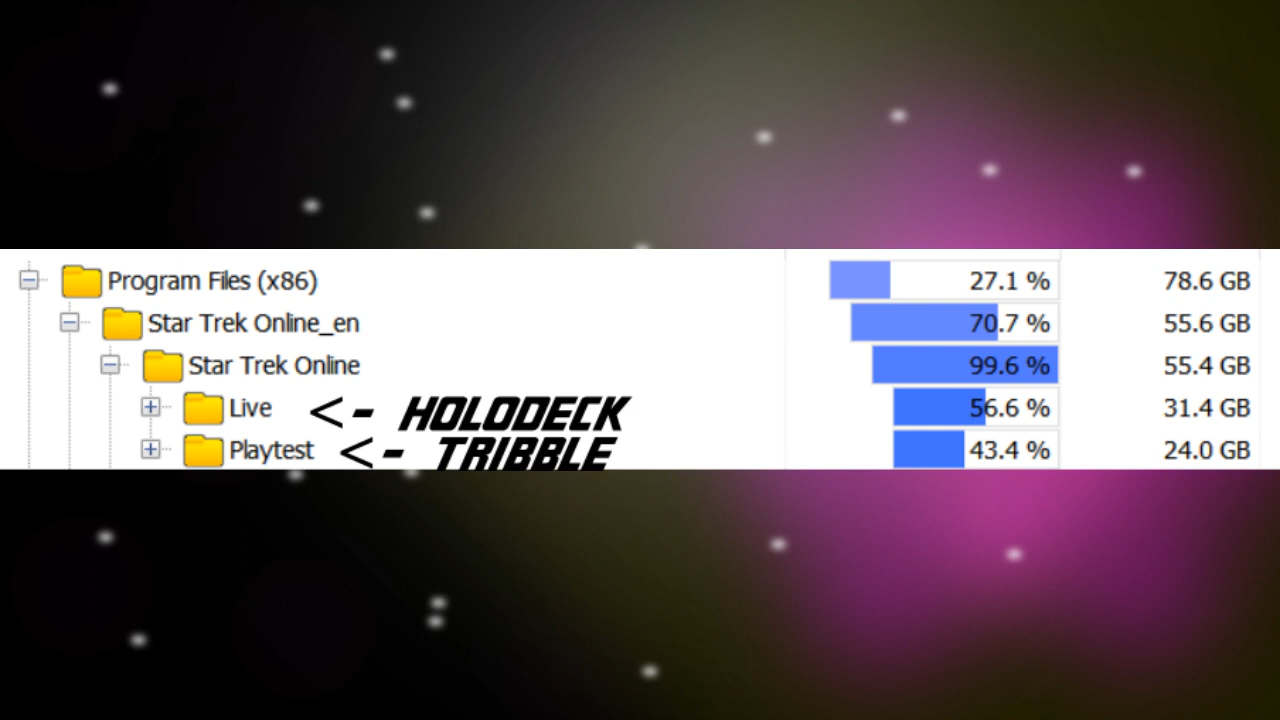 Program Files (x86) 27.1 % 78.6 GB
Star Trek Online_en 70.7 % 55.6 GB
Star Trek Online 99.6 % 55.4 GB
Live <- HOLODECK 56.6 % 31.4 GB
Playtest <- TRIBBLE 43.4 % 24.0 GB